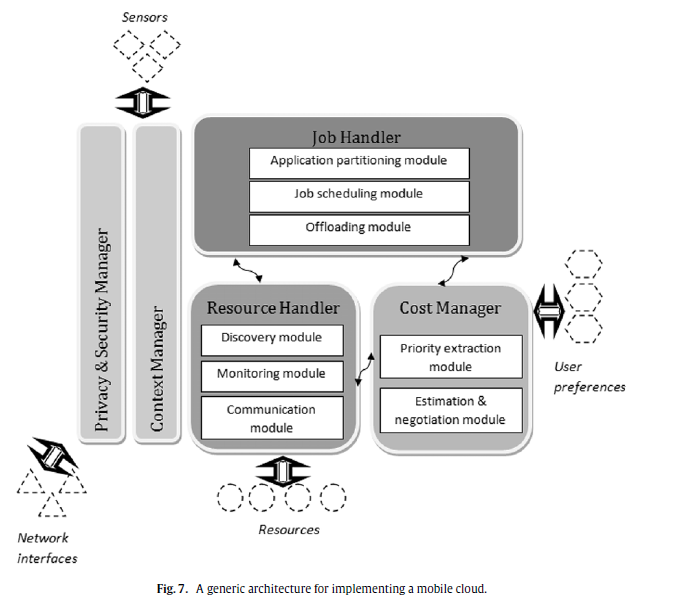 Sensors
Privacy & Security Manager
Context Manager
Job Handler
Application partitioning module
Job scheduling module
Offloading module
Resource Handler
Discovery module
Monitoring module
Communication
module
Cost Manager
Priority extraction
module
Estimation &
negotiation module
User
preferences
Network
interfaces
Resources
Fig. 7. A generic architecture for implementing a mobile cloud.